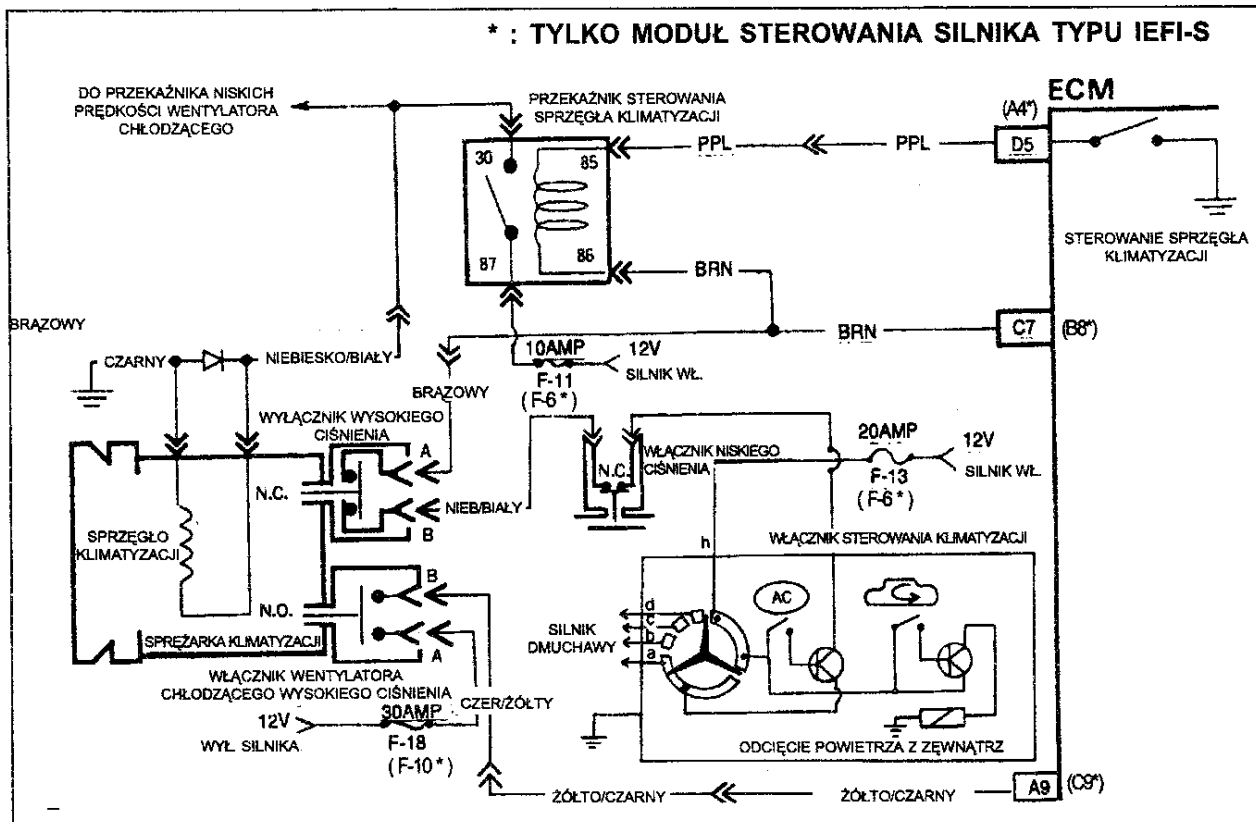 * : TYLKO MODUŁ STEROWANIA SILNIKA TYPU IEFI-S
DO PRZEKAŹNIKA NISKICH
PRĘDKOŚCI WENTYLATORA
CHŁODZĄCEGO
PRZEKAŹNIK STEROWANIA
SPRZĘGŁA KLIMATYZACJI
ECM
(A4*)
30
85
PPL
PPL
D5
87
86
BRN
STEROWANIE SPRZĘGŁA
KLIMATYZACJI
BRĄZOWY
BRN
C7
(B8*)
CZARNY
NIEBIESKO/BIAŁY
10AMP
12V
F-11
SILNIK WŁ.
(F-6*)
BRĄZOWY
WYŁĄCZNIK WYSOKIEGO
CIŚNIENIA
A
20AMP
12V
WŁĄCZNIK NISKIEGO
CIŚNIENIA
N.C.
F-13
SILNIK WŁ.
(F-6*)
N.C.
NIEB/BIAŁY
B
SPRZĘGŁO
KLIMATYZACJI
h
WŁĄCZNIK STEROWANIA KLIMATYZACJI
B
AC
d
c
b
a
N.O.
SILNIK
DMUCHAWY
SPRĘŻARKA KLIMATYZACJI
A
WŁĄCZNIK WENTYLATORA
CHŁODZĄCEGO WYSOKIEGO CIŚNIENIA
CZER/ŻÓŁTY
12V
30AMP
WYŁ. SILNIKA
F-18
(F-10*)
ODCIĘCIE POWIETRZA Z ZĘWNĄTRZ
ŻÓŁTO/CZARNY
ŻÓŁTO/CZARNY
A9
(C9*)